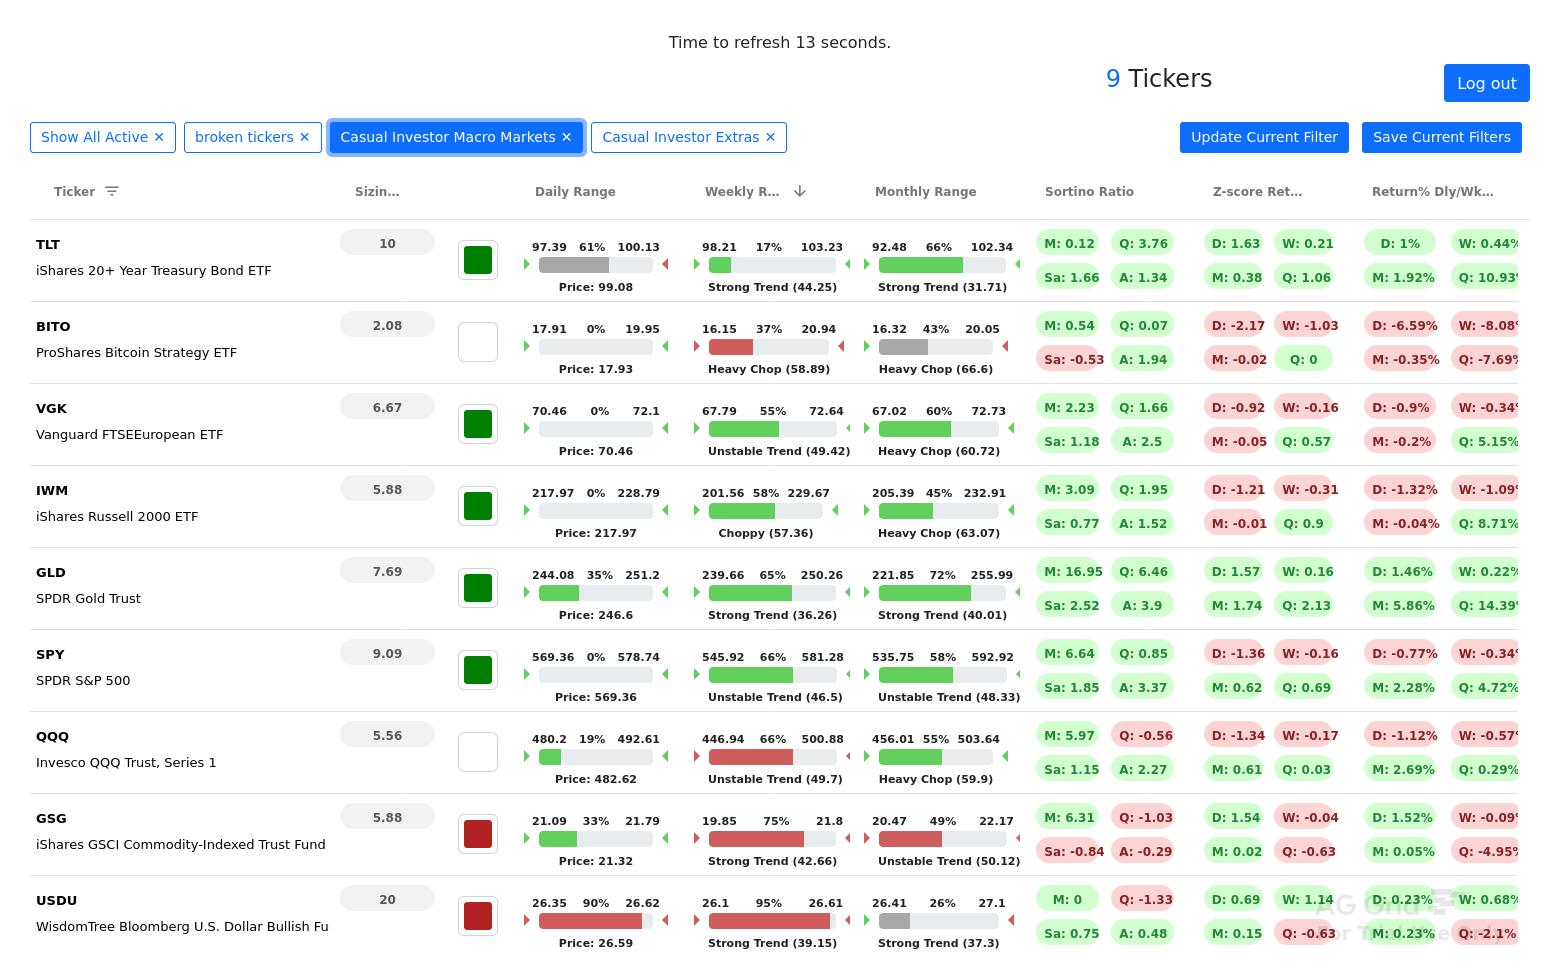 Time to refresh 13 seconds.
9 Tickers
Log out
Show All Active ✕ broken tickers ✕ Casual Investor Macro Markets ✕ Casual Investor Extras ✕ Update Current Filter Save Current Filters
Ticker Sizin... Daily Range Weekly R... Monthly Range Sortino Ratio Z-score Ret... Return% Dly/Wk...
TLT 10 97.39 61% 100.13 98.21 17% 103.23 92.48 66% 102.34 M: 0.12 Q: 3.76 D: 1.63 W: 0.21 D: 1% W: 0.44%
iShares 20+ Year Treasury Bond ETF Sa: 1.66 A: 1.34 M: 0.38 Q: 1.06 M: 1.92% Q: 10.93%
Price: 99.08 Strong Trend (44.25) Strong Trend (31.71)
BITO 2.08 17.91 0% 19.95 16.15 37% 20.94 16.32 43% 20.05 M: 0.54 Q: 0.07 D: -2.17 W: -1.03 D: -6.59% W: -8.08%
ProShares Bitcoin Strategy ETF Sa: -0.53 A: 1.94 M: -0.02 Q: 0 M: -0.35% Q: -7.69%
Price: 17.93 Heavy Chop (58.89) Heavy Chop (66.6)
VGK 6.67 70.46 0% 72.1 67.79 55% 72.64 67.02 60% 72.73 M: 2.23 Q: 1.66 D: -0.92 W: -0.16 D: -0.9% W: -0.34%
Vanguard FTSEEuropean ETF Sa: 1.18 A: 2.5 M: -0.05 Q: 0.57 M: -0.2% Q: 5.15%
Price: 70.46 Unstable Trend (49.42) Heavy Chop (60.72)
IWM 5.88 217.97 0% 228.79 201.56 58% 229.67 205.39 45% 232.91 M: 3.09 Q: 1.95 D: -1.21 W: -0.31 D: -1.32% W: -1.09%
iShares Russell 2000 ETF Sa: 0.77 A: 1.52 M: -0.01 Q: 0.9 M: -0.04% Q: 8.71%
Price: 217.97 Choppy (57.36) Heavy Chop (63.07)
GLD 7.69 244.08 35% 251.2 239.66 65% 250.26 221.85 72% 255.99 M: 16.95 Q: 6.46 D: 1.57 W: 0.16 D: 1.46% W: 0.22%
SPDR Gold Trust Sa: 2.52 A: 3.9 M: 1.74 Q: 2.13 M: 5.86% Q: 14.39%
Price: 246.6 Strong Trend (36.26) Strong Trend (40.01)
SPY 9.09 569.36 0% 578.74 545.92 66% 581.28 535.75 58% 592.92 M: 6.64 Q: 0.85 D: -1.36 W: -0.16 D: -0.77% W: -0.34%
SPDR S&P 500 Sa: 1.85 A: 3.37 M: 0.62 Q: 0.69 M: 2.28% Q: 4.72%
Price: 569.36 Unstable Trend (46.5) Unstable Trend (48.33)
QQQ 5.56 480.2 19% 492.61 446.94 66% 500.88 456.01 55% 503.64 M: 5.97 Q: -0.56 D: -1.34 W: -0.17 D: -1.12% W: -0.57%
Invesco QQQ Trust, Series 1 Sa: 1.15 A: 2.27 M: 0.61 Q: 0.03 M: 2.69% Q: 0.29%
Price: 482.62 Unstable Trend (49.7) Heavy Chop (59.9)
GSG 5.88 21.09 33% 21.79 19.85 75% 21.8 20.47 49% 22.17 M: 6.31 Q: -1.03 D: 1.54 W: -0.04 D: 1.52% W: -0.09%
iShares GSCI Commodity-Indexed Trust Fund Sa: -0.84 A: -0.29 M: 0.02 Q: -0.63 M: 0.05% Q: -4.95%
Price: 21.32 Strong Trend (42.66) Unstable Trend (50.12)
USDU 20 26.35 90% 26.62 26.1 95% 26.61 26.41 26% 27.1 M: 0 Q: -1.33 D: 0.69 W: 1.14 D: 0.23% W: 0.68%
AG Grid
WisdomTree Bloomberg U.S. Dollar Bullish Fu Sa: 0.75 A: 0.48 M: 0.15 Q: -0.63 M: 0.23% Q: -2.1%
For Trial Use Only
Price: 26.59 Strong Trend (39.15) Strong Trend (37.3)